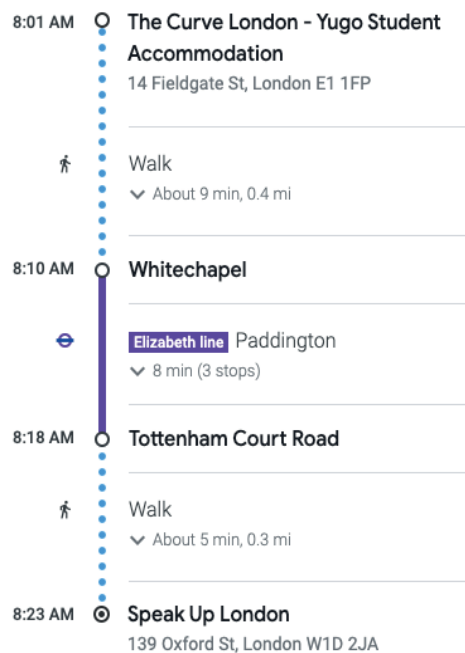 8:01 AM
The Curve London - Yugo Student
Accommodation
14 Fieldgate St, London E1 1FP
Walk
About 9 min, 0.4 mi
8:10 AM
Whitechapel
Elizabeth line Paddington
8 min (3 stops)
8:18 AM
Tottenham Court Road
Walk
About 5 min, 0.3 mi
8:23 AM
Speak Up London
139 Oxford St, London W1D 2JA